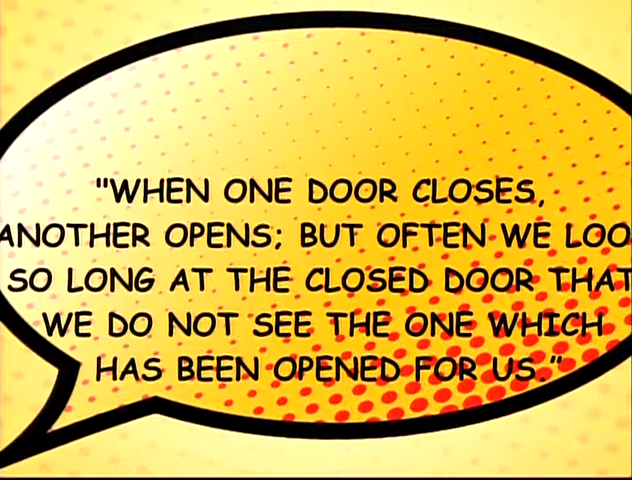 "WHEN ONE DOOR CLOSES,
ANOTHER OPENS; BUT OFTEN WE LOO
SO LONG AT THE CLOSED DOOR THAT
WE DO NOT SEE THE ONE WHICH
HAS BEEN OPENED FOR US.”